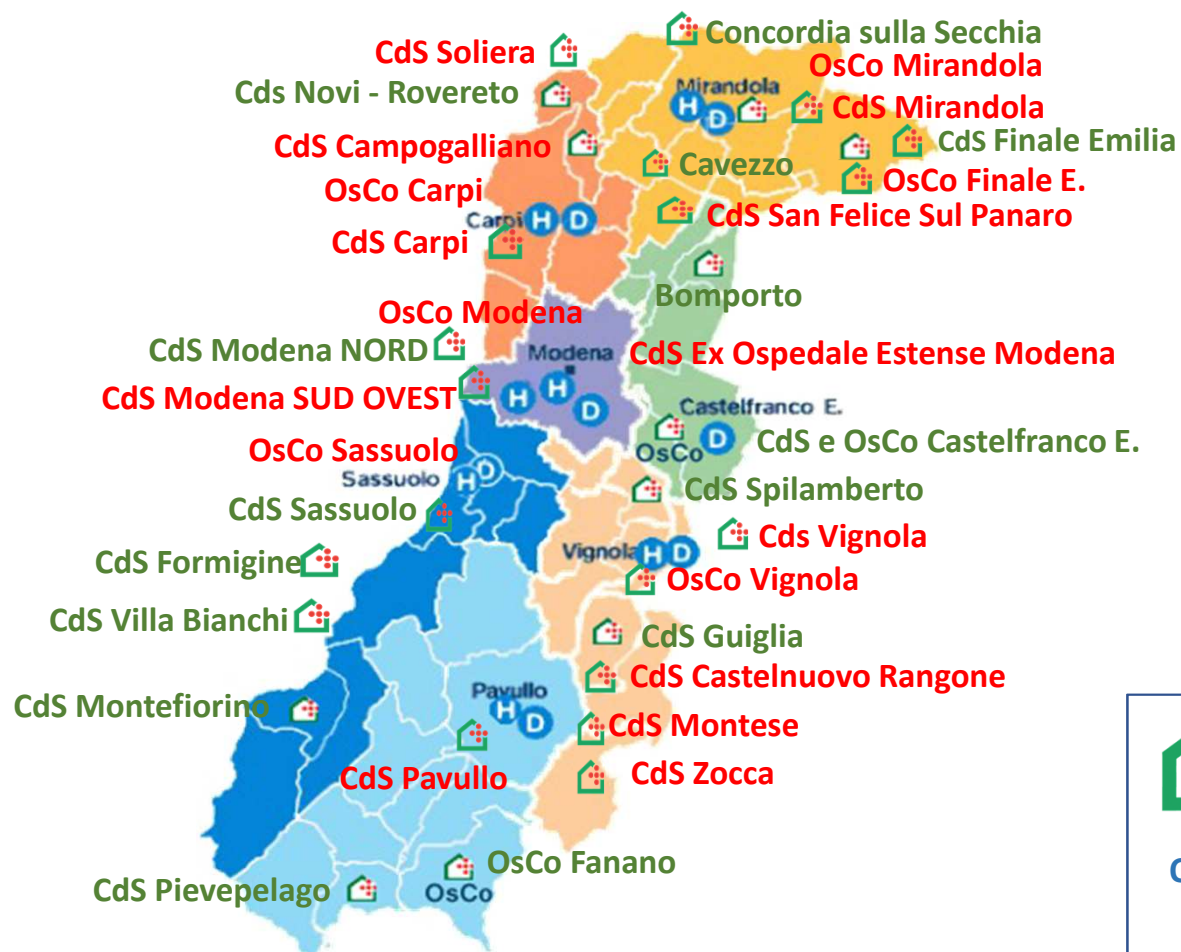 Concordia sulla Secchia
CdS Soliera
OsCo Mirandola
Mirandola
Cds Novi - Rovereto
H
D
CdS Mirandola
CdS Finale Emilia
CdS Campogalliano
Cavezzo
OsCo Finale E.
OsCo Carpi
CdS San Felice Sul Panaro
Carpi
H
D
CdS Carpi
Bomporto
OsCo Modena
CdS Modena NORD
Modena
CdS Ex Ospedale Estense Modena
CdS Modena SUD OVEST
H
H
D
Castelfranco E.
OsCo
D
CdS e OsCo Castelfranco E.
OsCo Sassuolo
Sassuolo
H
D
CdS Spilamberto
CdS Sassuolo
Cds Vignola
Vignola
H
D
CdS Formigine
OsCo Vignola
CdS Villa Bianchi
CdS Guiglia
CdS Castelnuovo Rangone
Pavullo
H
D
CdS Montefiorino
CdS Montese
CdS Pavullo
CdS Zocca
OsCo Fanano
CdS Pievepelago
OsCo